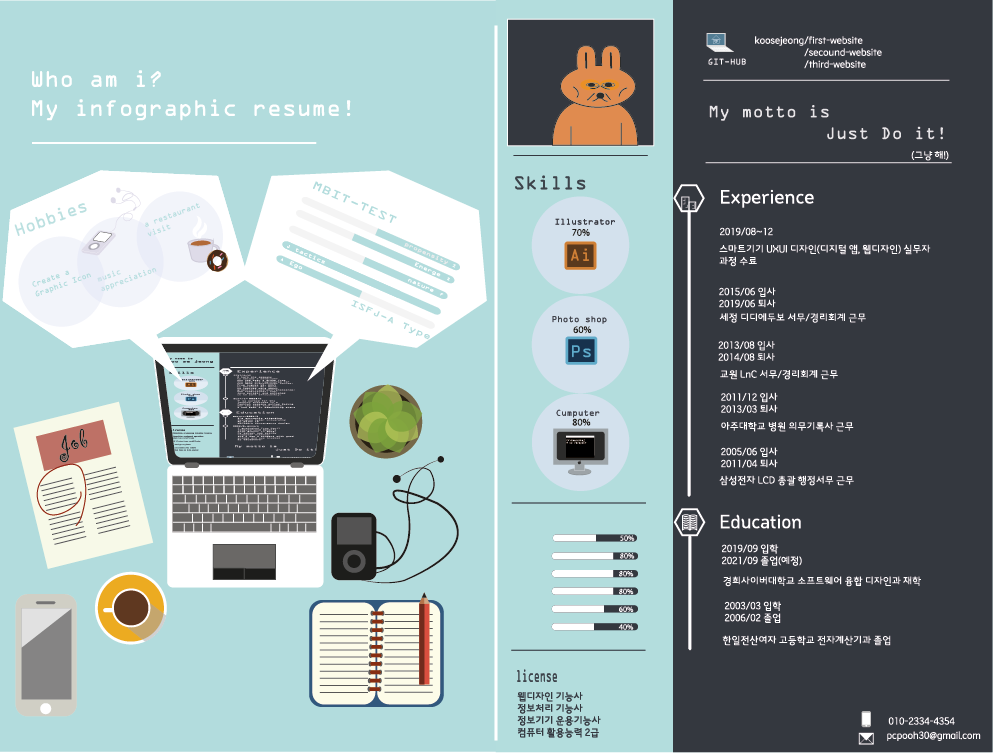 Who am i?
My infographic resume!
Hobbies
a restaurant
visit
Create a
Graphic Icon
music
appreciation
MBIT-TEST
propensity
Energe
nature
tactics
Ego
ISFJ-A Type
Skills
Experience
Education
My motto is
Just Do it!
Job
Skills
Illustrator
70%
Ai
Photo shop
60%
Ps
Cumputer
80%
50%
80%
80%
80%
60%
40%
license
웹디자인 기능사
정보처리 기능사
정보기기 운용기능사
컴퓨터 활용능력 2급
GIT-HUB
koosejeong/first-website
/secound-website
/third-website
My motto is
Just Do it!
(그냥 해!)
Experience
2019/08~12
스마트기기 UXUI 디자인(디지털 앱, 웹디자인) 실무자
과정 수료
2015/06 입사
2019/06 퇴사
세정 디디에두보 서무/경리회계 근무
2013/08 입사
2014/08 퇴사
교원 LnC 서무/경리회계 근무
2011/12 입사
2013/03 퇴사
아주대학교 병원 의무기록사 근무
2005/06 입사
2011/04 퇴사
삼성전자 LCD 총괄 행정서무 근무
Education
2019/09 입학
2021/09 졸업(예정)
경희사이버대학교 소프트웨어 융합 디자인과 재학
2003/03 입학
2006/02 졸업
한일전산여자 고등학교 전자계산기과 졸업
010-2334-4354
pcpooh30@gmail.com